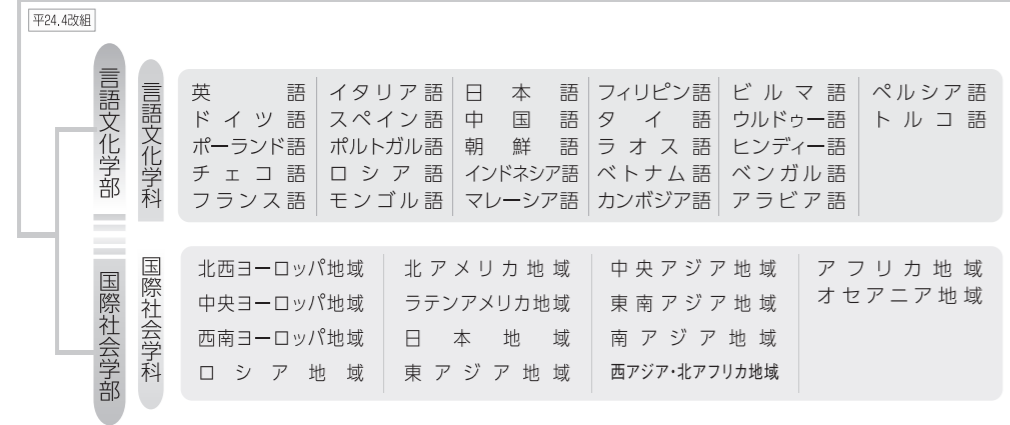 平24.4改組
言語文化学部
言語文化学科
英語
ドイツ語
ポーランド語
チェコ語
フランス語
イタリア語
スペイン語
ポルトガル語
ロシア語
モンゴル語
日本語
中国語
朝鮮語
インドネシア語
マレーシア語
フィリピン語
タイ語
ラオス語
ベトナム語
カンボジア語
ビルマ語
ウルドゥー語
ヒンディー語
ベンガル語
アラビア語
ペルシア語
トルコ語
国際社会学部
国際社会学科
北西ヨーロッパ地域
中央ヨーロッパ地域
西南ヨーロッパ地域
ロシア地域
北アメリカ地域
ラテンアメリカ地域
日本地域
東アジア地域
中央アジア地域
東南アジア地域
南アジア地域
西アジア・北アフリカ地域
アフリカ地域
オセアニア地域